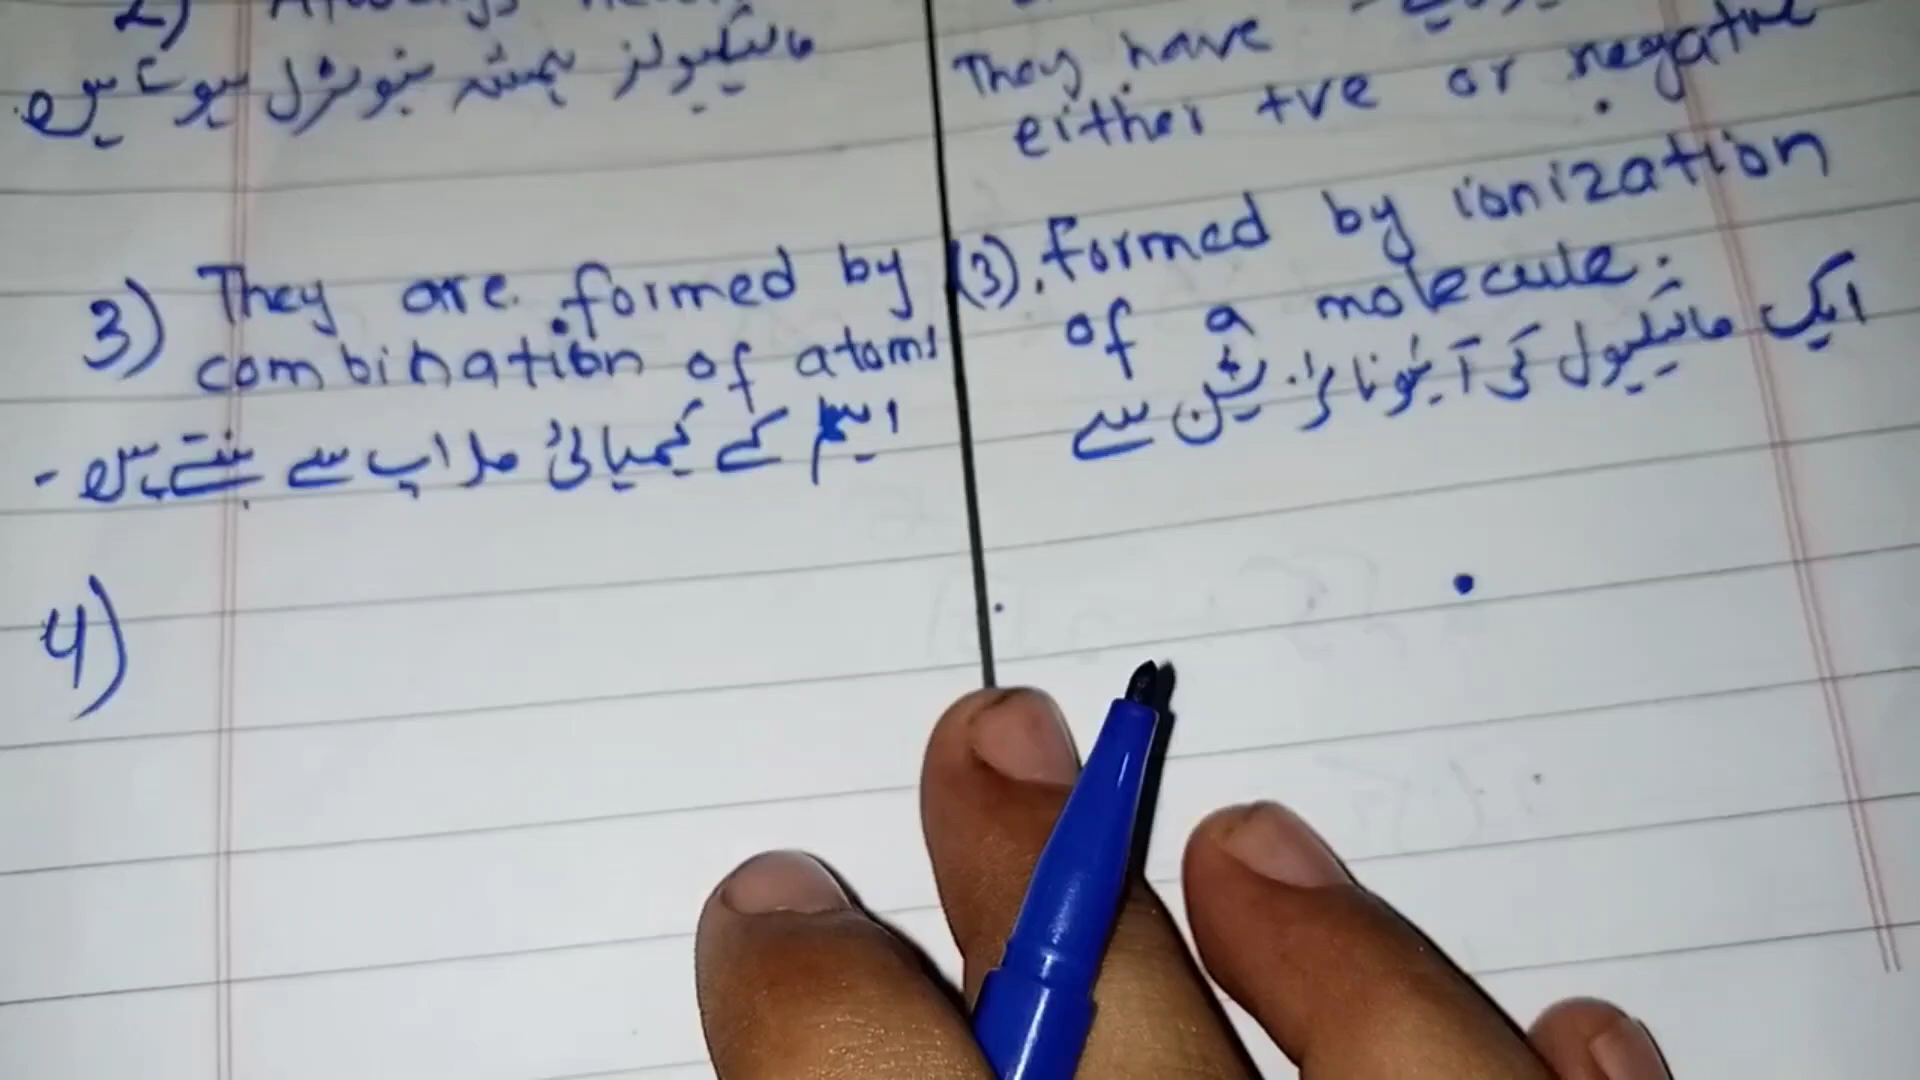 2) Always
مالیکیولز ہمیشہ نیوٹرل ہوتے ہیں
3) They are formed by
combination of atoms
ایٹم کے کیمیائی ملاپ سے بنتے ہیں -
4)
They have
either +ve or negative
(3). formed by ionization
of a molecule.
ایک مالیکیول کی آئیونائزیشن سے